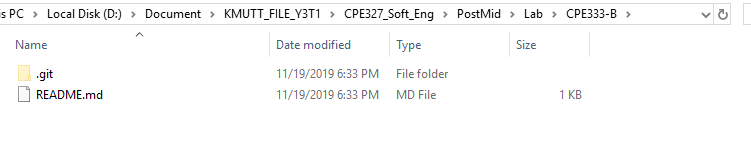 is PC > Local Disk (D:) > Document > KMUTT_FILE_Y3T1 > CPE327_Soft_Eng > PostMid > Lab > CPE333-B >
Name Date modified Type Size
.git 11/19/2019 6:33 PM File folder
README.md 11/19/2019 6:33 PM MD File 1 KB